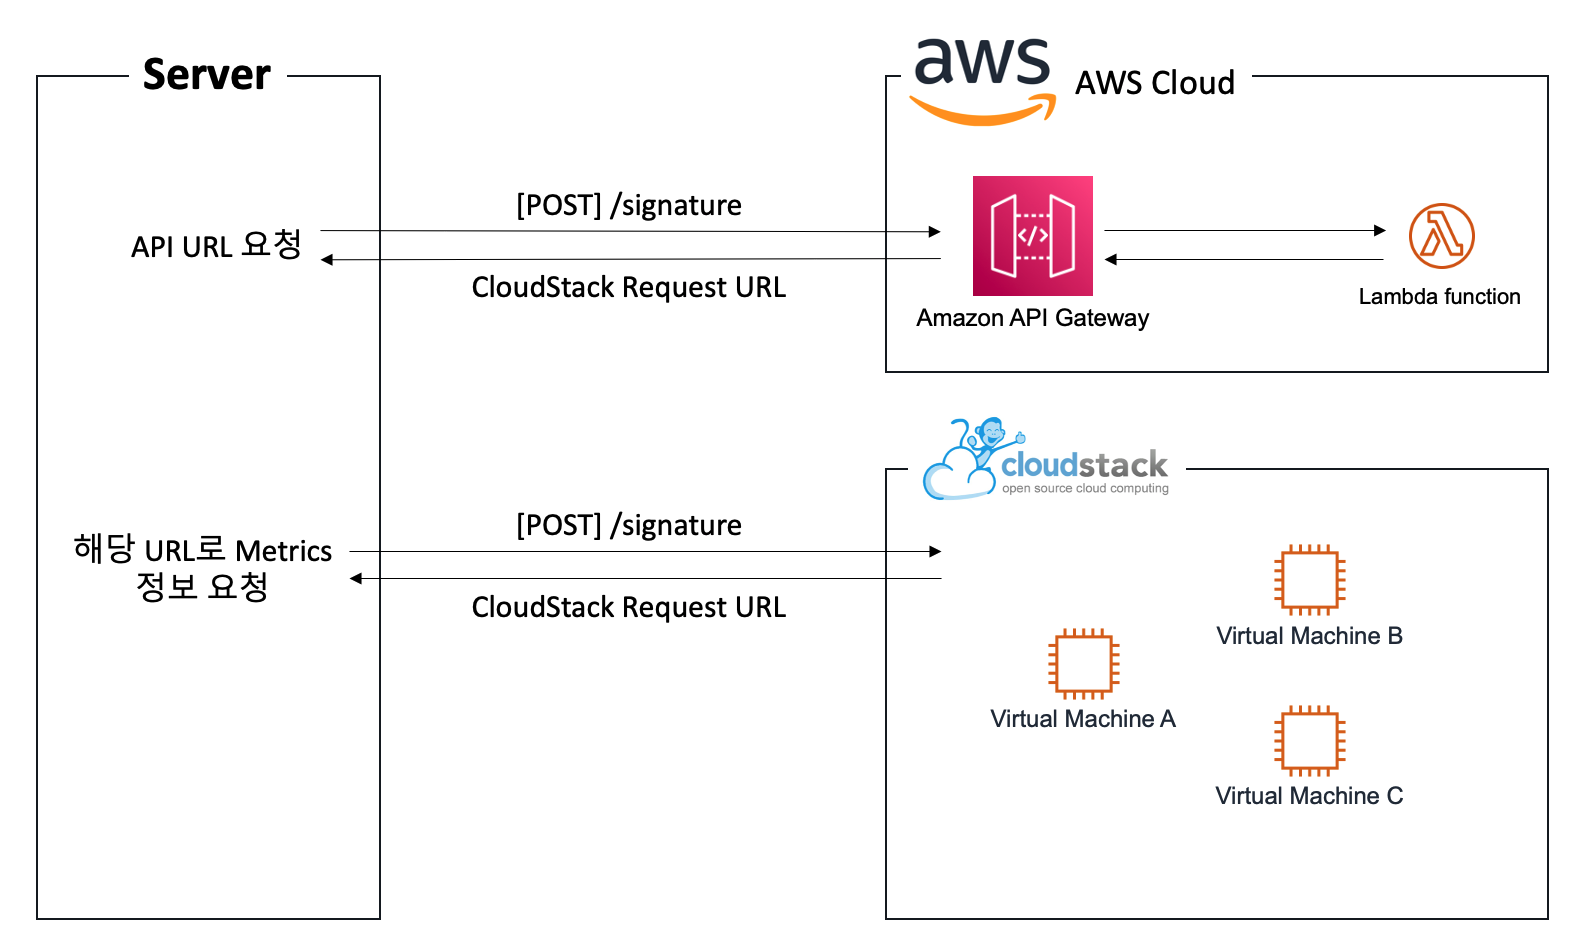 Server
aws
AWS Cloud
[POST] /signature
API URL 요청
CloudStack Request URL
</>
Amazon API Gateway
Lambda function
cloudstack
open source cloud computing
[POST] /signature
해당 URL로 Metrics
정보 요청
CloudStack Request URL
Virtual Machine B
Virtual Machine A
Virtual Machine C